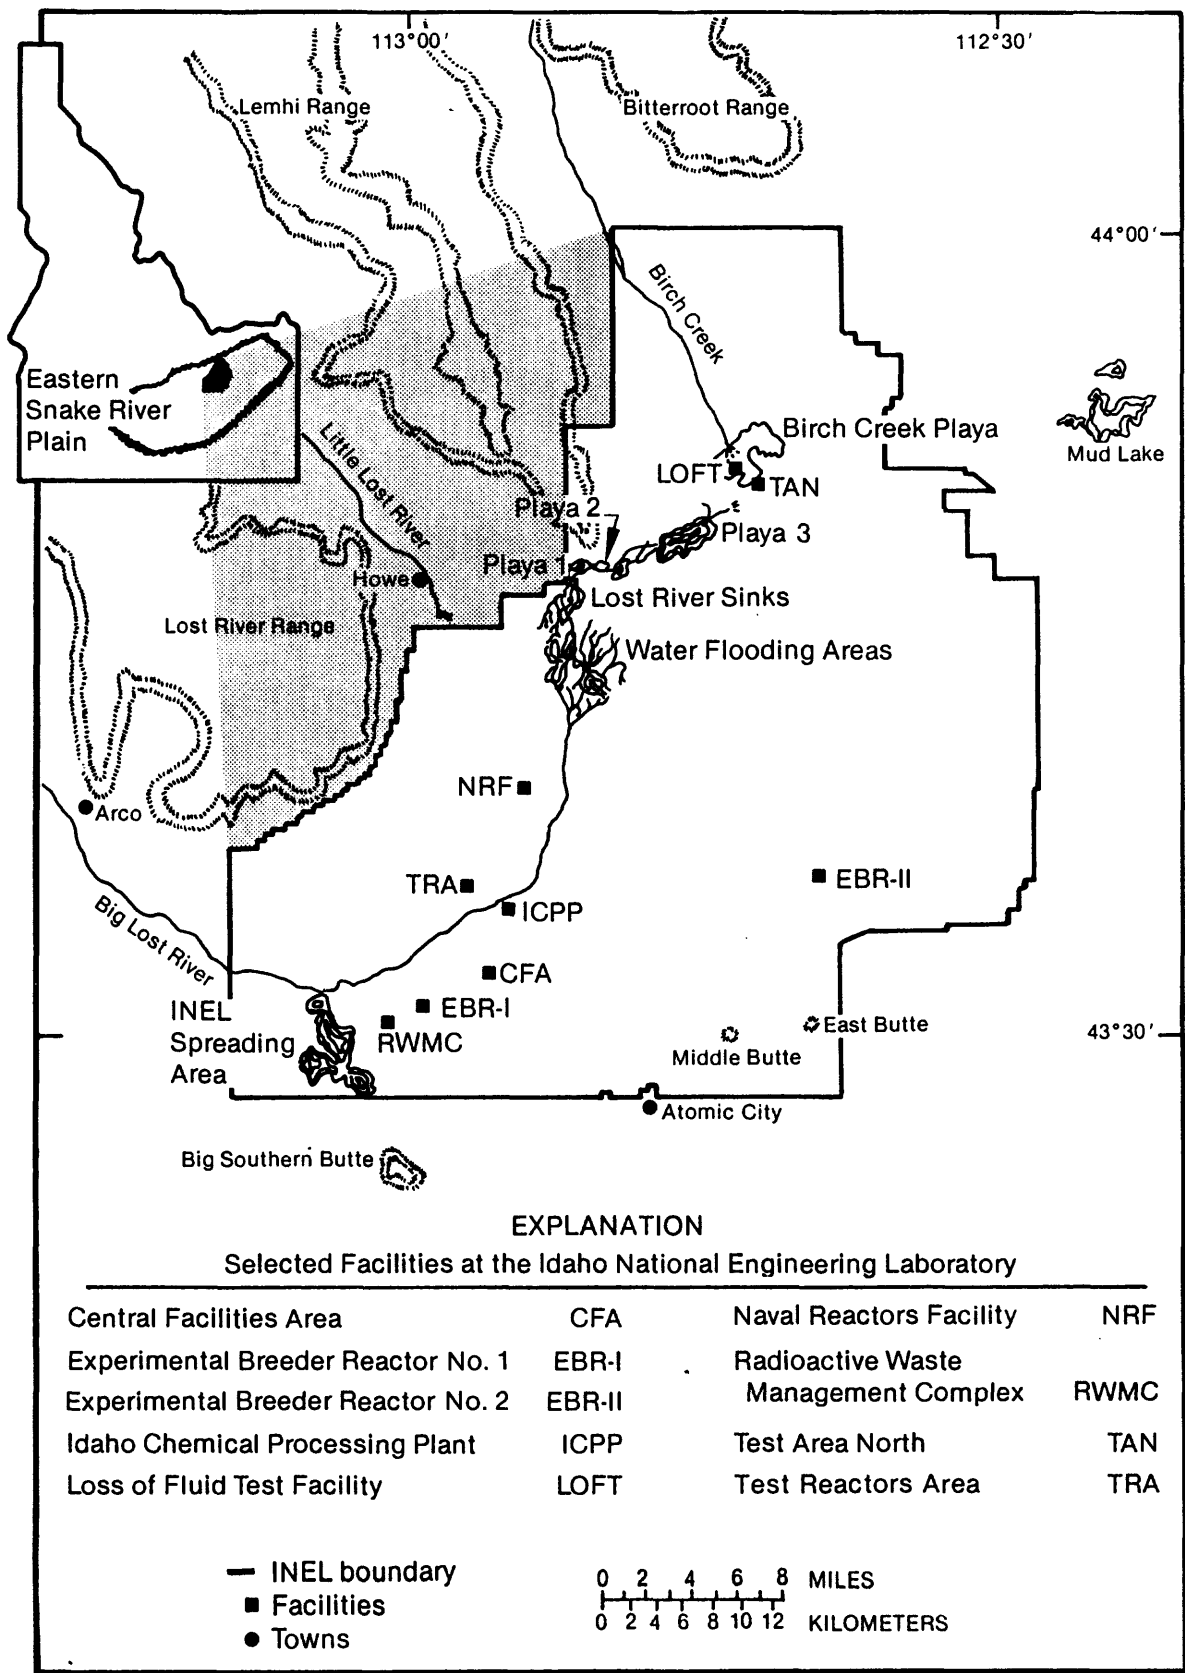 113°00'
112°30'
Lemhi Range
Bitterroot Range
44°00'
Birch Creek
Eastern
Snake River
Plain
Mud Lake
Birch Creek Playa
LOFT
TAN
Little Lost River
Playa 2
Playa 3
Playa 1
Howe
Lost River Sinks
Lost River Range
Water Flooding Areas
NRF
Arco
TRA
EBR-II
ICPP
Big Lost River
CFA
INEL
Spreading
Area
EBR-I
RWMC
East Butte
Middle Butte
43°30'
Atomic City
Big Southern Butte
EXPLANATION
Selected Facilities at the Idaho National Engineering Laboratory
Central Facilities Area CFA
Experimental Breeder Reactor No. 1 EBR-I
Experimental Breeder Reactor No. 2 EBR-II
Idaho Chemical Processing Plant ICPP
Loss of Fluid Test Facility LOFT
Naval Reactors Facility NRF
Radioactive Waste
Management Complex RWMC
Test Area North TAN
Test Reactors Area TRA
INEL boundary
Facilities
Towns
0 2 4 6 8 MILES
0 2 4 6 8 10 12 KILOMETERS